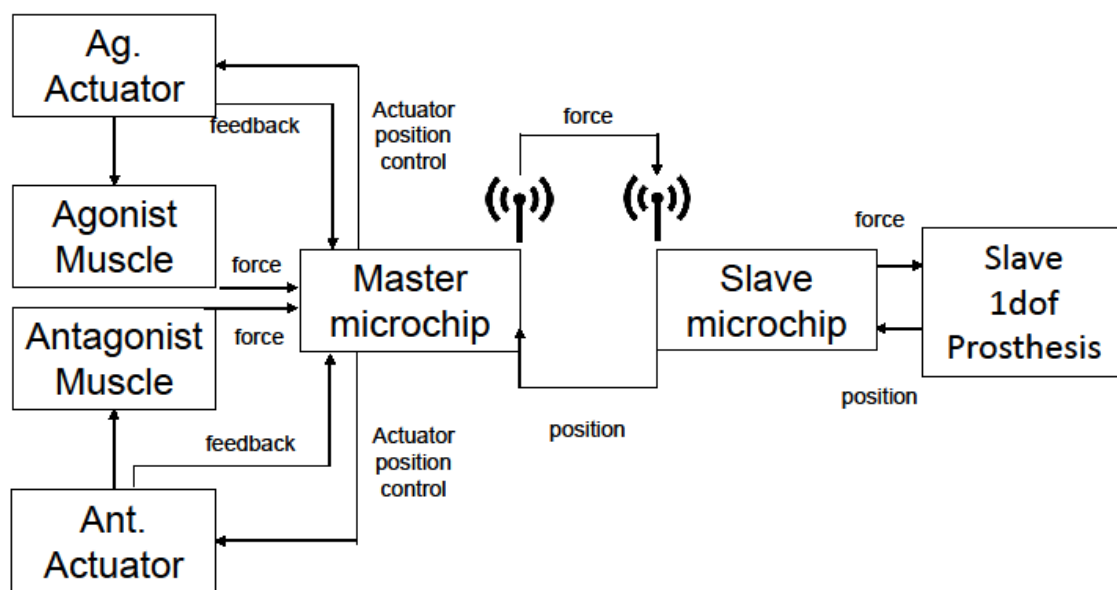 Ag.
Actuator
feedback
Actuator
position
control
force
Agonist
Muscle
force
Master
microchip
Slave
microchip
force
Slave
1dof
Prosthesis
Antagonist
Muscle
force
position
position
feedback
Actuator
position
control
Ant.
Actuator